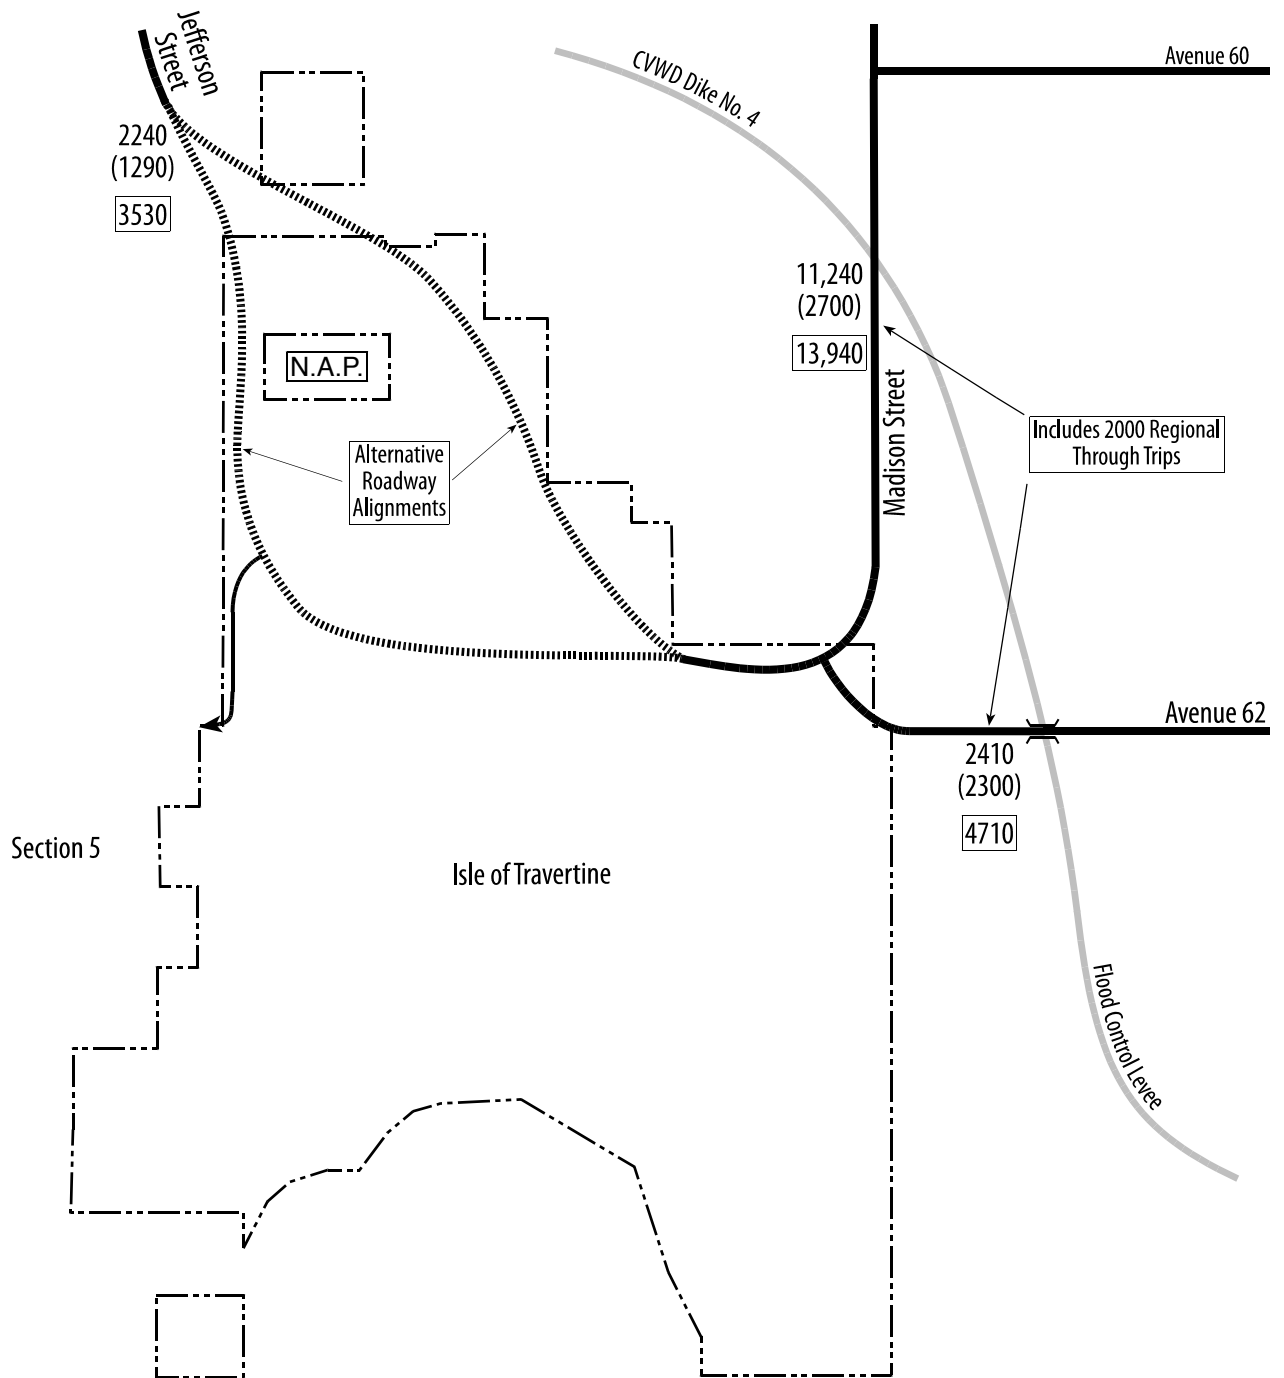 Jefferson
Street
CVWD Dike No. 4
Avenue 60
2240
(1290)
3530
11,240
(2700)
13,940
N.A.P.
Madison Street
Includes 2000 Regional
Through Trips
Alternative
Roadway
Alignments
Avenue 62
2410
(2300)
4710
Section 5
Isle of Travertine
Flood Control Levee